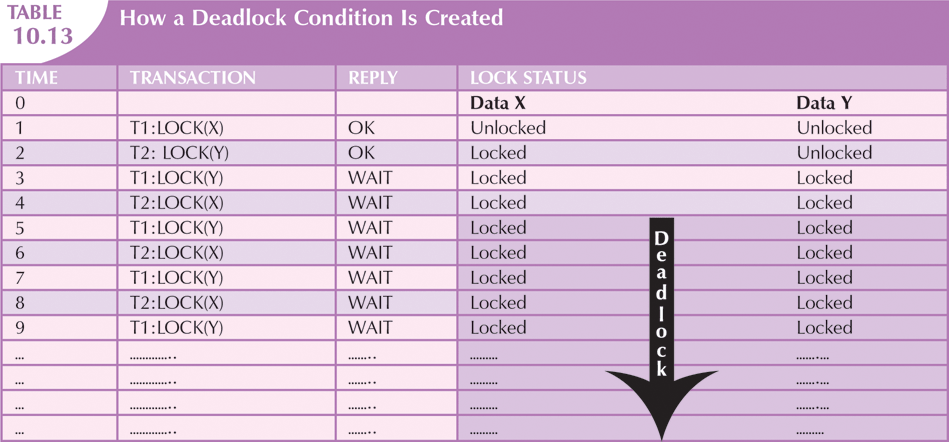 TABLE 10.13
How a Deadlock Condition Is Created
TIME TRANSACTION REPLY LOCK STATUS
0 Data X Data Y
1 T1:LOCK(X) OK Unlocked Unlocked
2 T2: LOCK(Y) OK Locked Unlocked
3 T1:LOCK(Y) WAIT Locked Locked
4 T2:LOCK(X) WAIT Locked Locked
5 T1:LOCK(Y) WAIT Locked Locked
6 T2:LOCK(X) WAIT Locked Locked
7 T1:LOCK(Y) WAIT Locked Locked
8 T2:LOCK(X) WAIT Locked Locked
9 T1:LOCK(Y) WAIT Locked Locked
... .............. ........ ......... ..........
... .............. ........ ......... ..........
... .............. ........ ......... ..........
... .............. ........ ......... .........
Deadlock